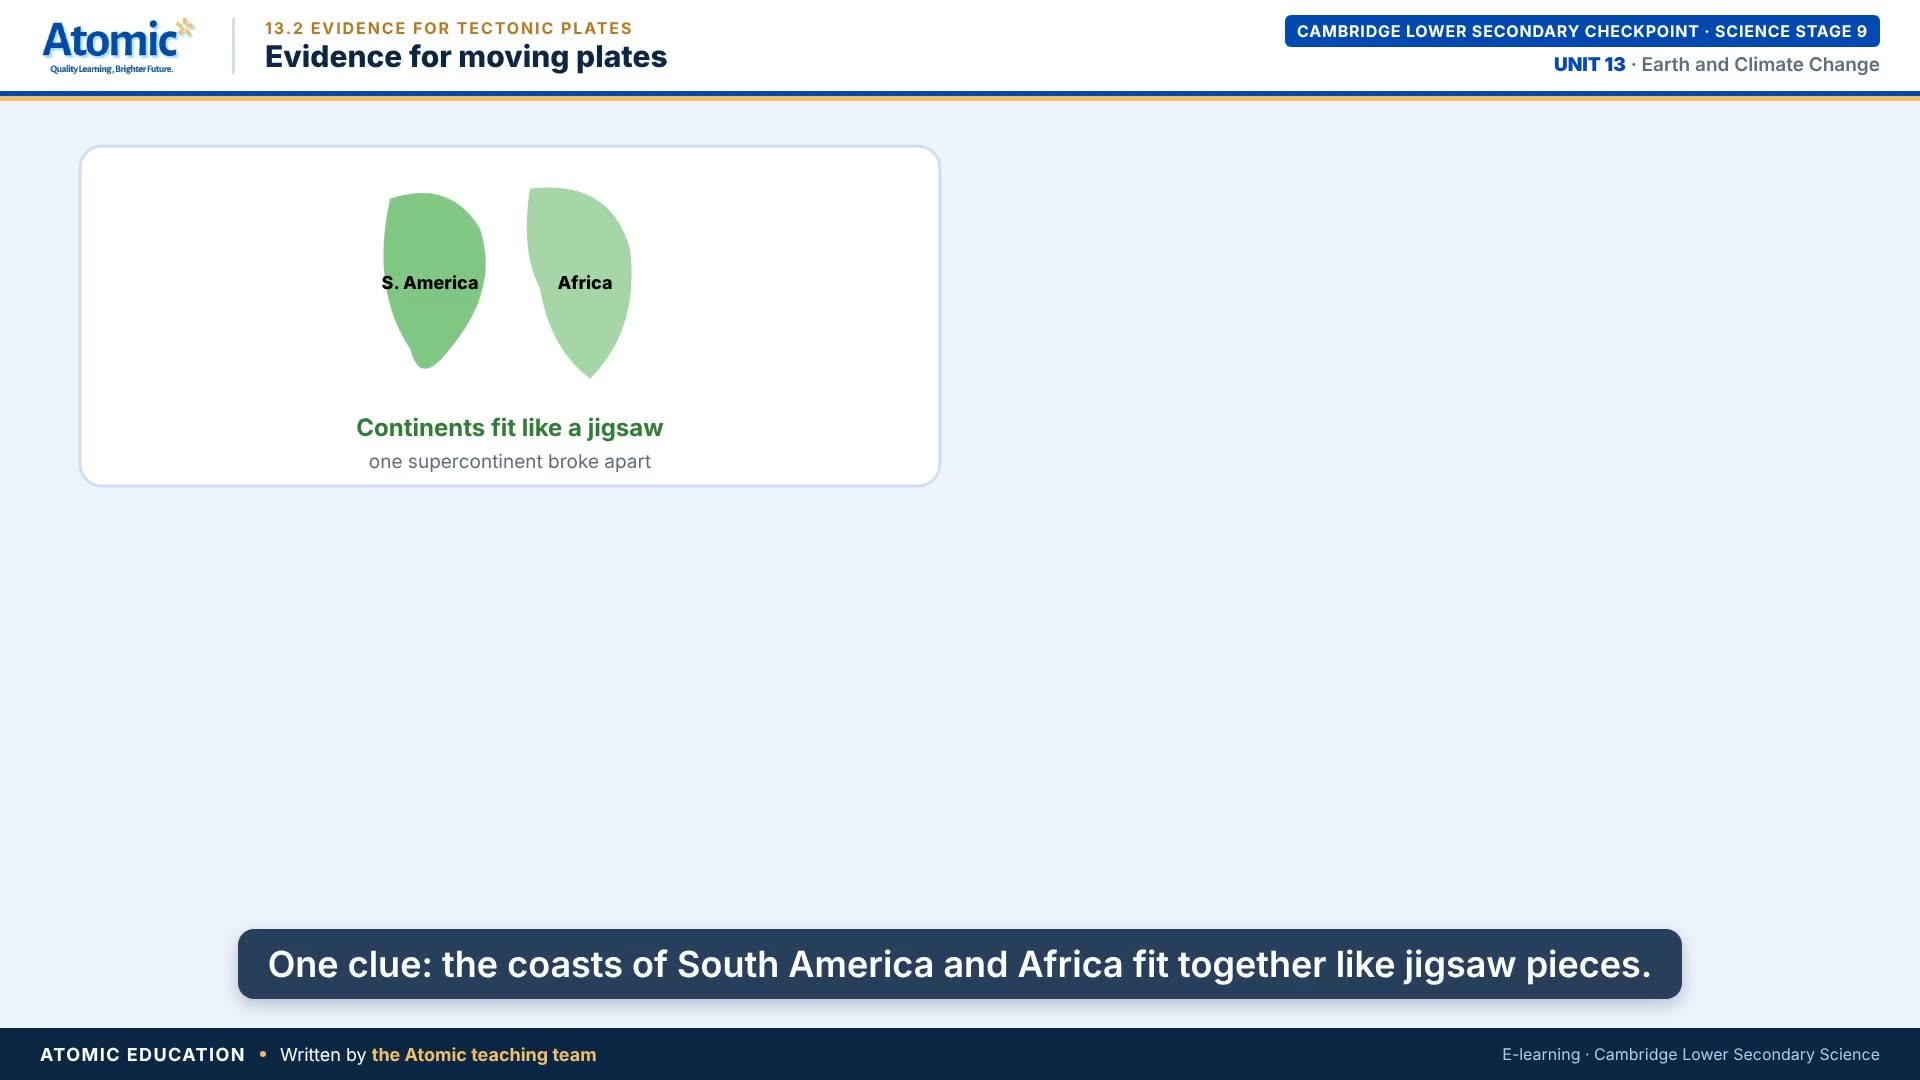 Atomic
Quality Learning, Brighter Future.
13.2 EVIDENCE FOR TECTONIC PLATES
Evidence for moving plates
CAMBRIDGE LOWER SECONDARY CHECKPOINT · SCIENCE STAGE 9
UNIT 13 · Earth and Climate Change
S. America
Africa
Continents fit like a jigsaw
one supercontinent broke apart
One clue: the coasts of South America and Africa fit together like jigsaw pieces.
ATOMIC EDUCATION • Written by the Atomic teaching team
E-learning · Cambridge Lower Secondary Science